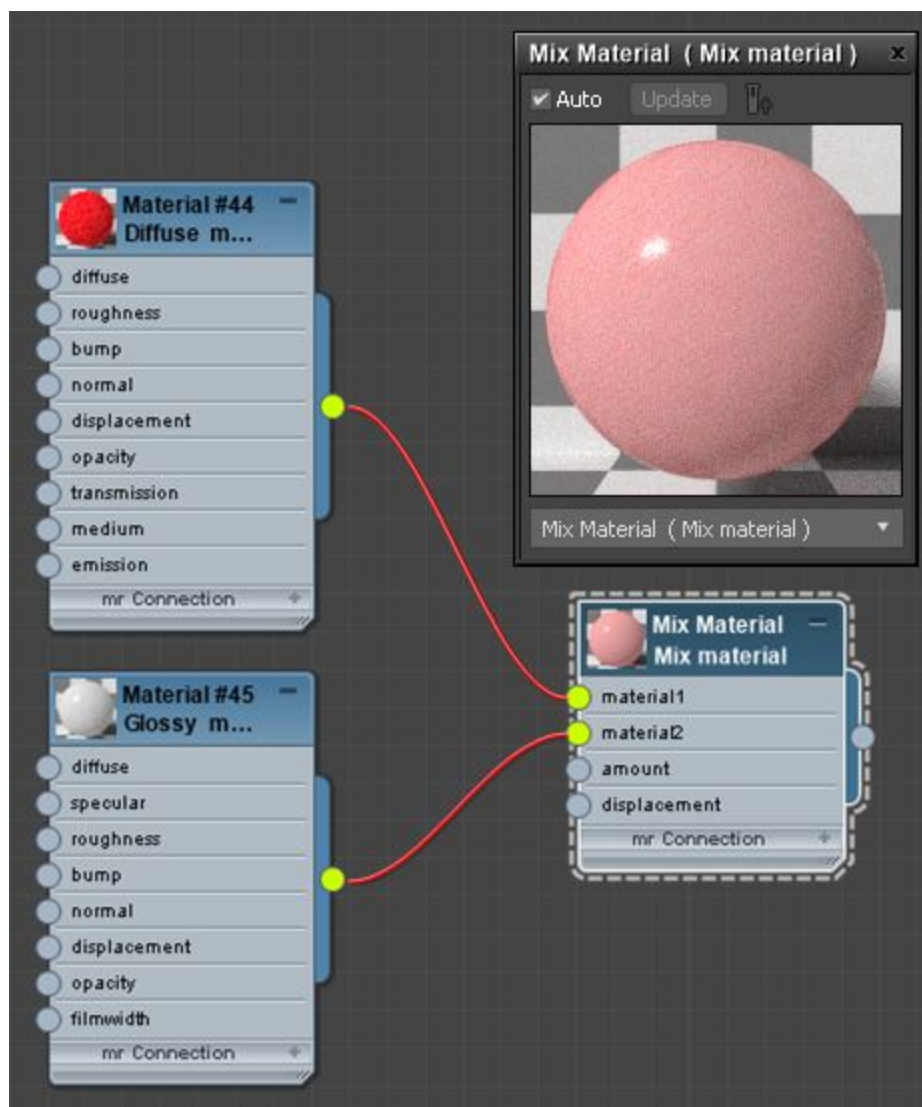 Mix Material ( Mix material )
Auto Update
Mix Material ( Mix material )
Material #44
Diffuse m...
diffuse
roughness
bump
normal
displacement
opacity
transmission
medium
emission
mr Connection
Material #45
Glossy m...
diffuse
specular
roughness
bump
normal
displacement
opacity
filmwidth
mr Connection
Mix Material
Mix material
material1
material2
amount
displacement
mr Connection